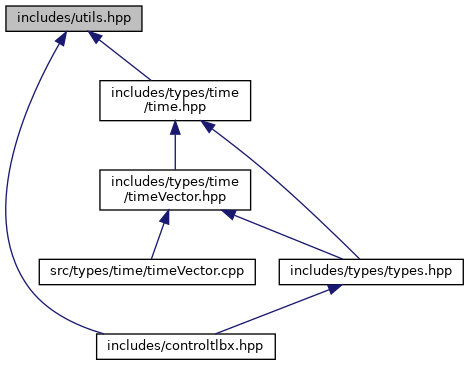 includes/utils.hpp
includes/types/time
/time.hpp
includes/types/time
/timeVector.hpp
src/types/time/timeVector.cpp
includes/types/types.hpp
includes/controltlbx.hpp